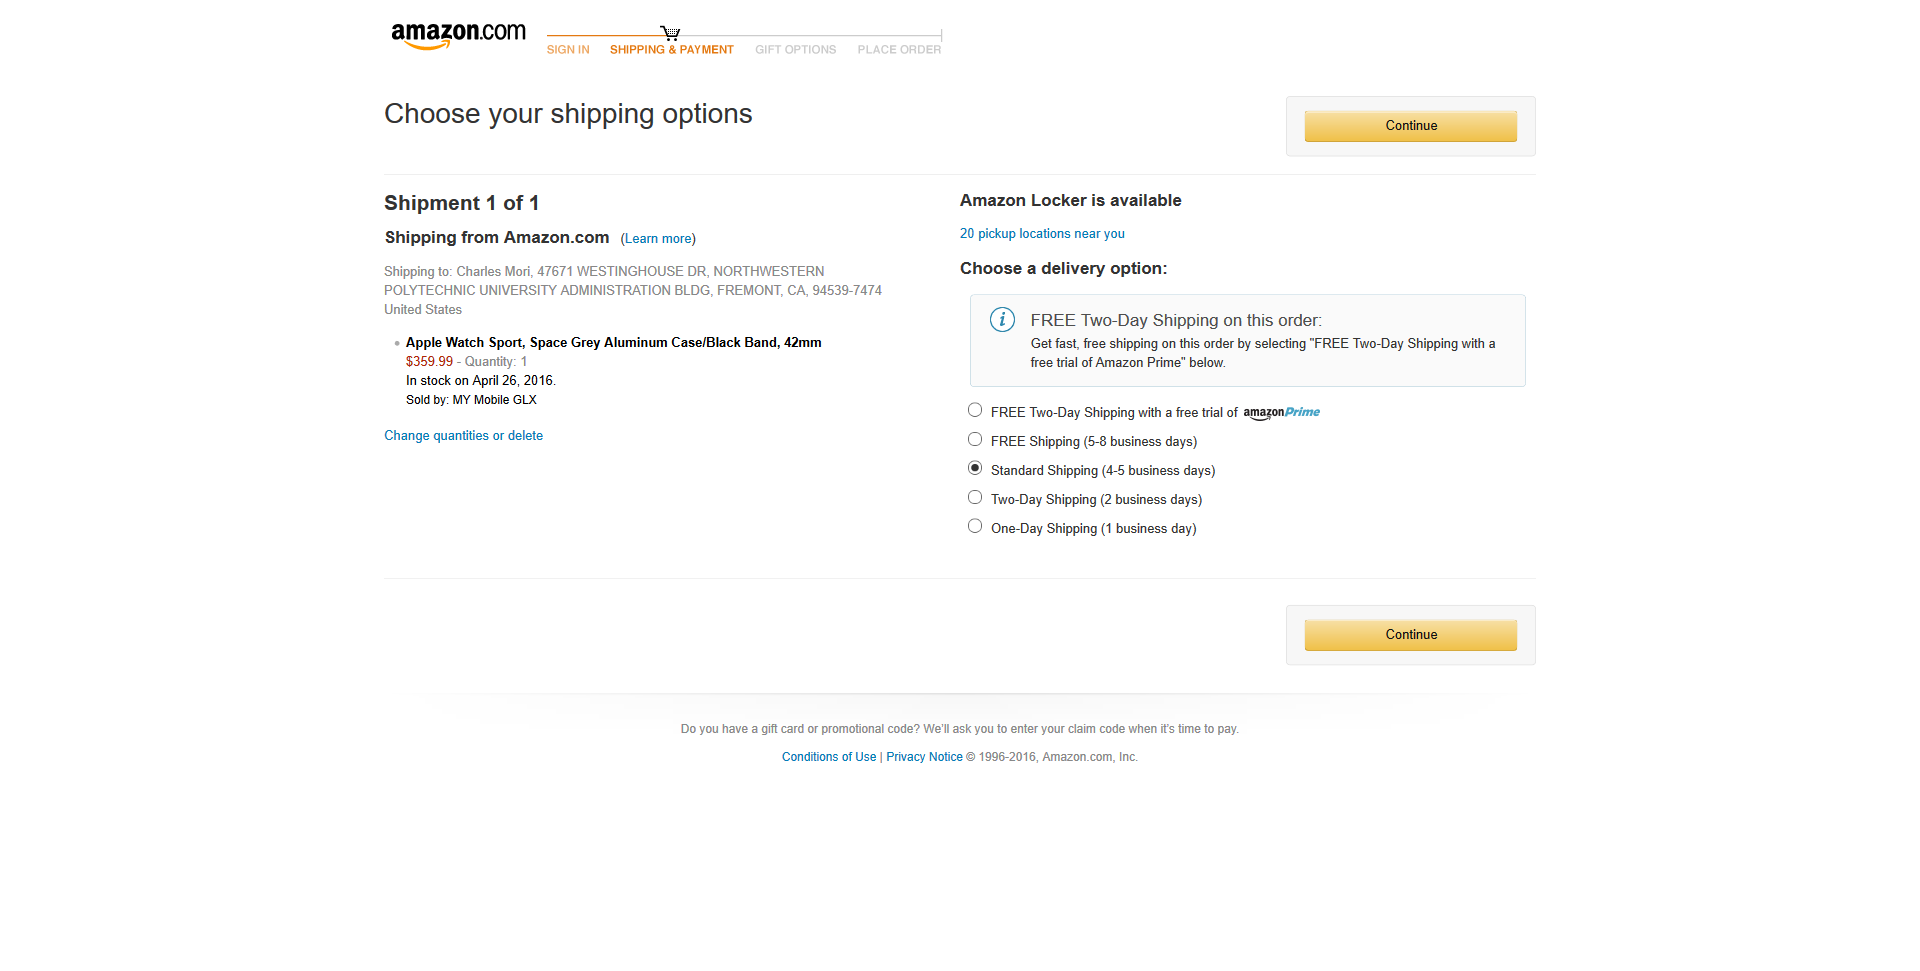 amazon.com
SIGN IN SHIPPING & PAYMENT GIFT OPTIONS PLACE ORDER
Choose your shipping options
Continue
Shipment 1 of 1
Shipping from Amazon.com (Learn more)
Shipping to: Charles Mori, 47671 WESTINGHOUSE DR, NORTHWESTERN
POLYTECHNIC UNIVERSITY ADMINISTRATION BLDG, FREMONT, CA, 94539-7474
United States
Apple Watch Sport, Space Grey Aluminum Case/Black Band, 42mm
$359.99 - Quantity: 1
In stock on April 26, 2016.
Sold by: MY Mobile GLX
Change quantities or delete
Amazon Locker is available
20 pickup locations near you
Choose a delivery option:
i FREE Two-Day Shipping on this order:
Get fast, free shipping on this order by selecting "FREE Two-Day Shipping with a
free trial of Amazon Prime" below.
FREE Two-Day Shipping with a free trial of amazonPrime
FREE Shipping (5-8 business days)
Standard Shipping (4-5 business days)
Two-Day Shipping (2 business days)
One-Day Shipping (1 business day)
Continue
Do you have a gift card or promotional code? We'll ask you to enter your claim code when it's time to pay.
Conditions of Use | Privacy Notice © 1996-2016, Amazon.com, Inc.